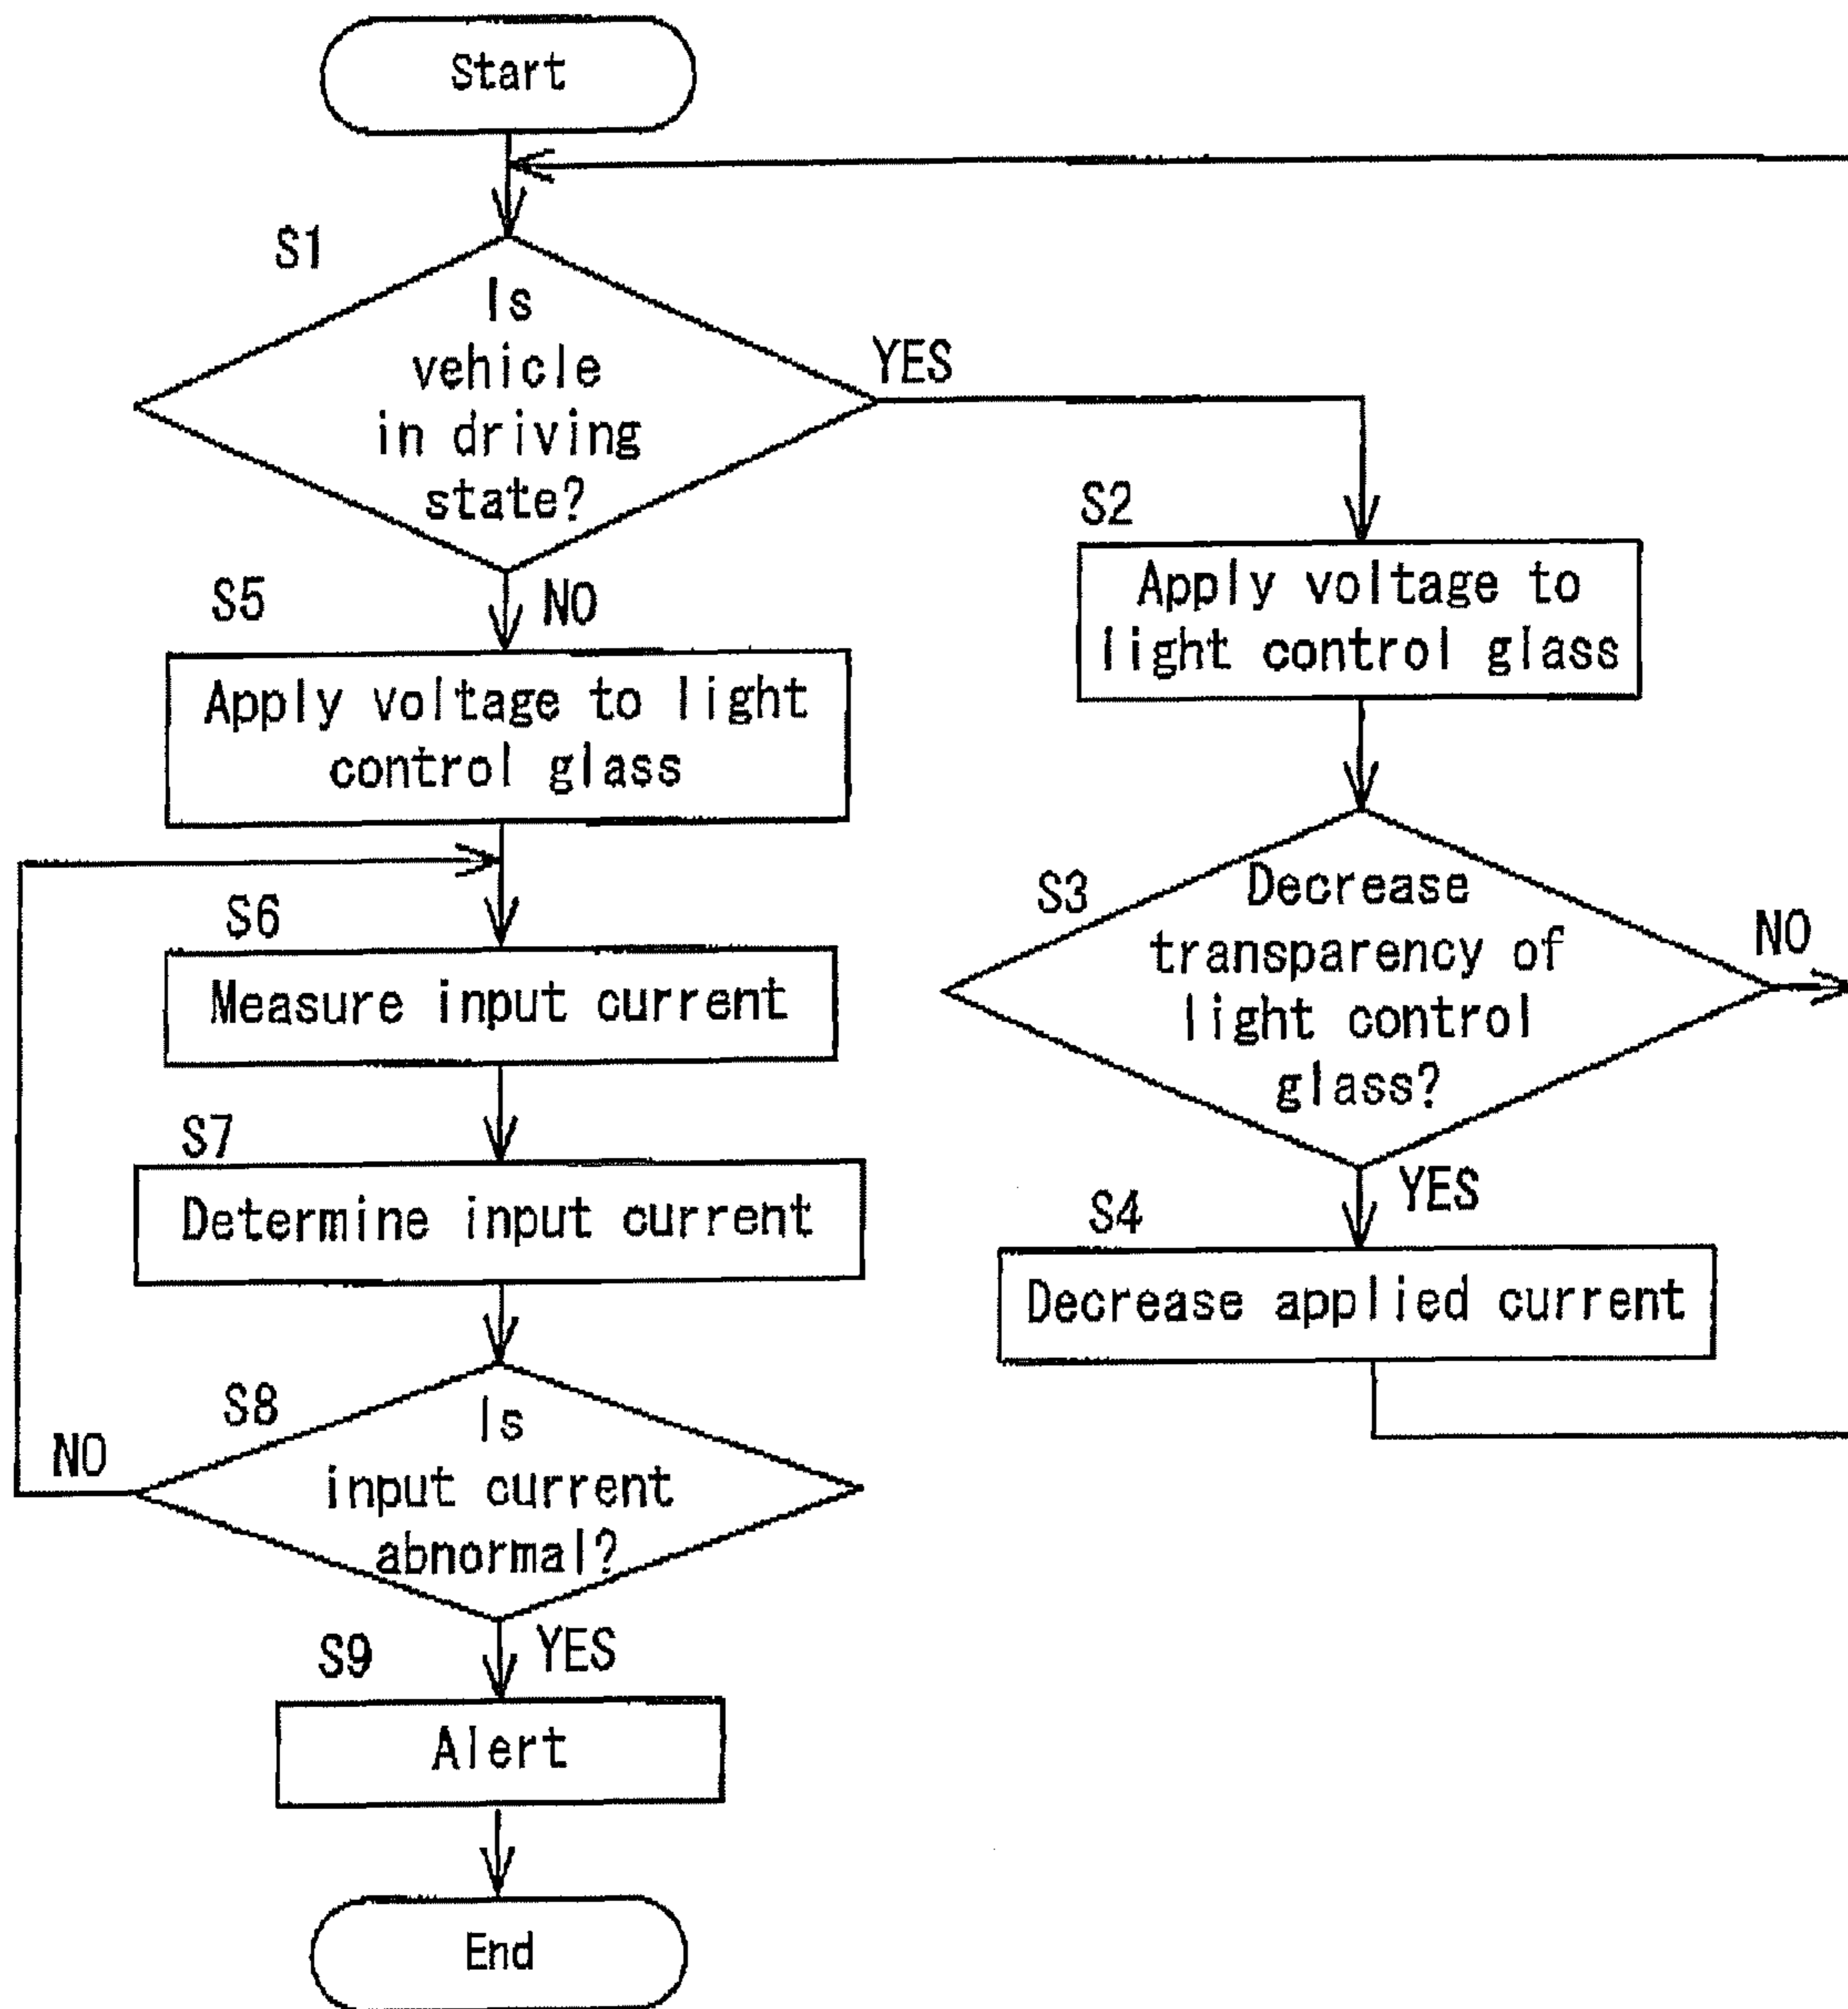 Start
S1
Is
vehicle
in driving
state?
YES
NO
S2
Apply voltage to
light control glass
S3
Decrease
transparency of
light control
glass?
NO
YES
S4
Decrease applied current
S5
Apply voltage to light
control glass
S6
Measure input current
S7
Determine input current
S8
Is
input current
abnormal?
NO
YES
S9
Alert
End